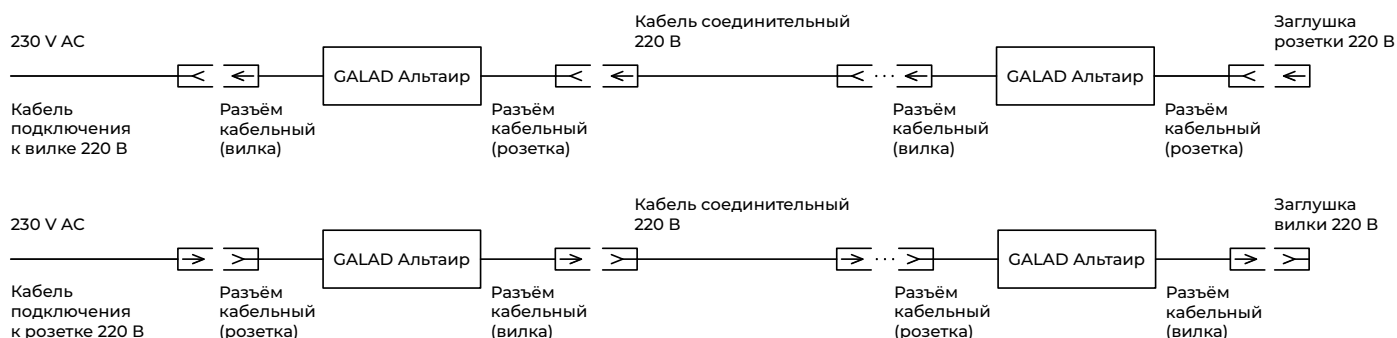 230 V AC
Кабель соединительный
220 В
Заглушка
розетки 220 В
GALAD Альтаир
GALAD Альтаир
Кабель
подключения
к вилке 220 В
Разъём
кабельный
(вилка)
Разъём
кабельный
(розетка)
Разъём
кабельный
(вилка)
Разъём
кабельный
(розетка)
230 V AC
Кабель соединительный
220 В
Заглушка
вилки 220 В
GALAD Альтаир
GALAD Альтаир
Кабель
подключения
к розетке 220 В
Разъём
кабельный
(розетка)
Разъём
кабельный
(вилка)
Разъём
кабельный
(розетка)
Разъём
кабельный
(вилка)